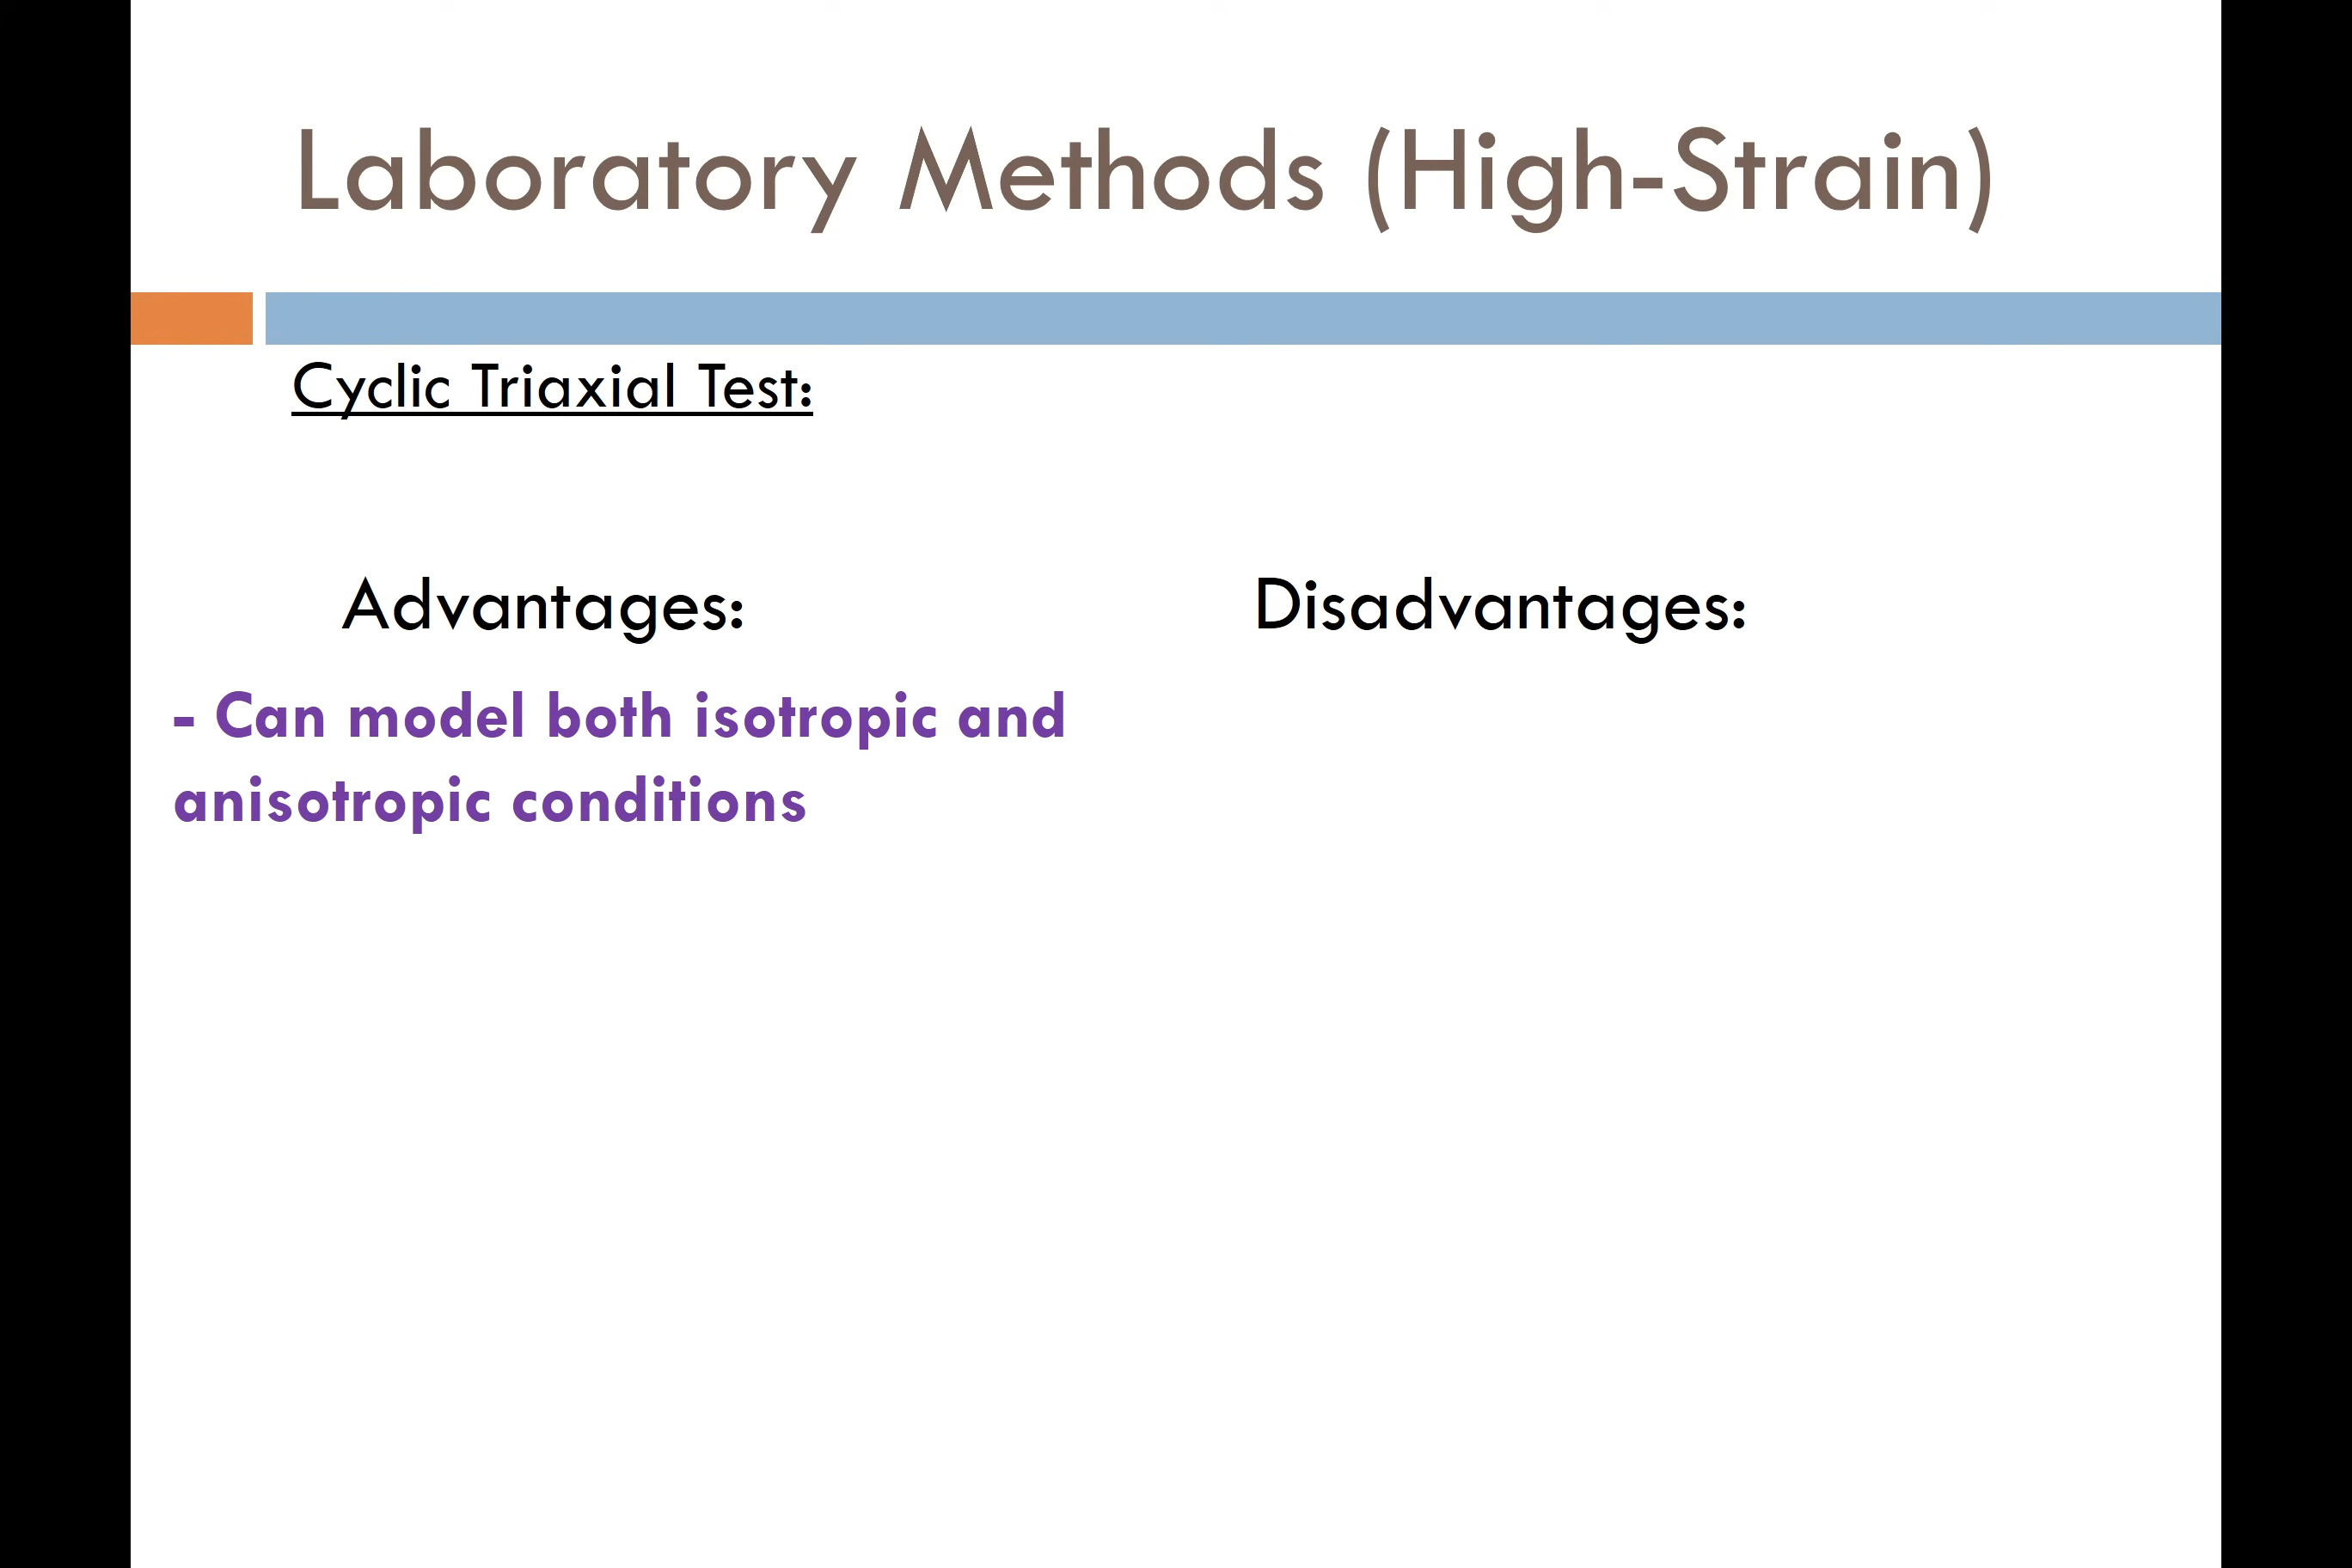 Laboratory Methods (High-Strain)
Cyclic Triaxial Test:
Advantages:
Disadvantages:
- Can model both isotropic and
anisotropic conditions